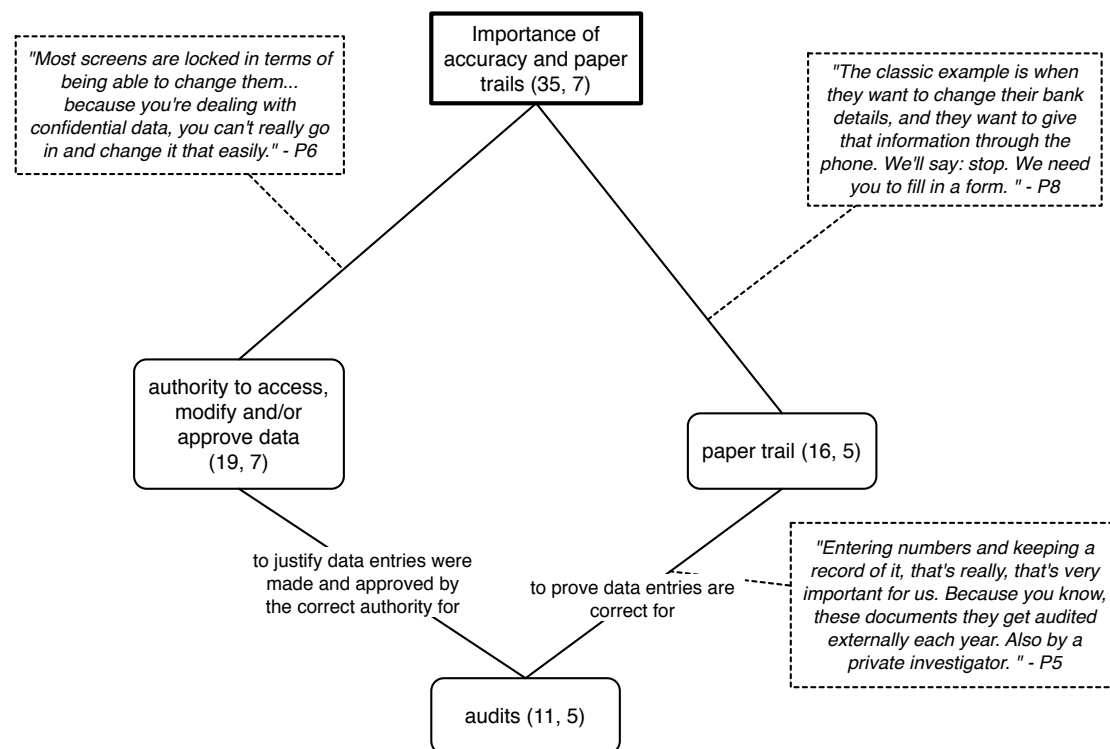 Importance of
accuracy and paper
trails (35, 7)
"Most screens are locked in terms of
being able to change them...
because you're dealing with
confidential data, you can't really go
in and change it that easily." - P6
"The classic example is when
they want to change their bank
details, and they want to give
that information through the
phone. We'll say: stop. We need
you to fill in a form. " - P8
authority to access,
modify and/or
approve data
(19, 7)
paper trail (16, 5)
to justify data entries were
made and approved by
the correct authority for
to prove data entries are
correct for
"Entering numbers and keeping a
record of it, that's really, that's very
important for us. Because you know,
these documents they get audited
externally each year. Also by a
private investigator. " - P5
audits (11, 5)